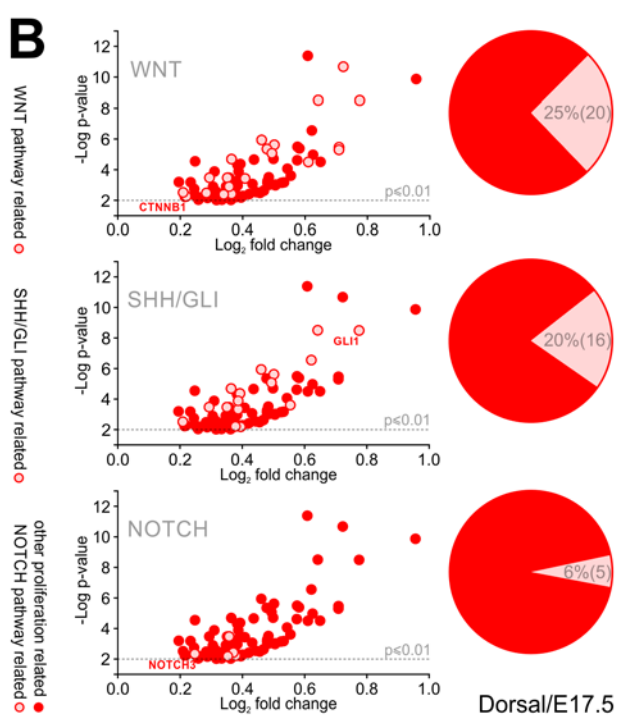 B
WNT pathway related
12
10
8
6
4
2
-Log p-value
WNT
CTNNB1
p⩽0.01
0.0 0.2 0.4 0.6 0.8 1.0
Log2 fold change
25%(20)
SHH/GLI pathway related
12
10
8
6
4
2
-Log p-value
SHH/GLI
GLI1
p⩽0.01
0.0 0.2 0.4 0.6 0.8 1.0
Log2 fold change
20%(16)
other proliferation related
NOTCH pathway related
12
10
8
6
4
2
-Log p-value
NOTCH
NOTCH3
p⩽0.01
0.0 0.2 0.4 0.6 0.8 1.0
Log2 fold change
6%(5)
Dorsal/E17.5